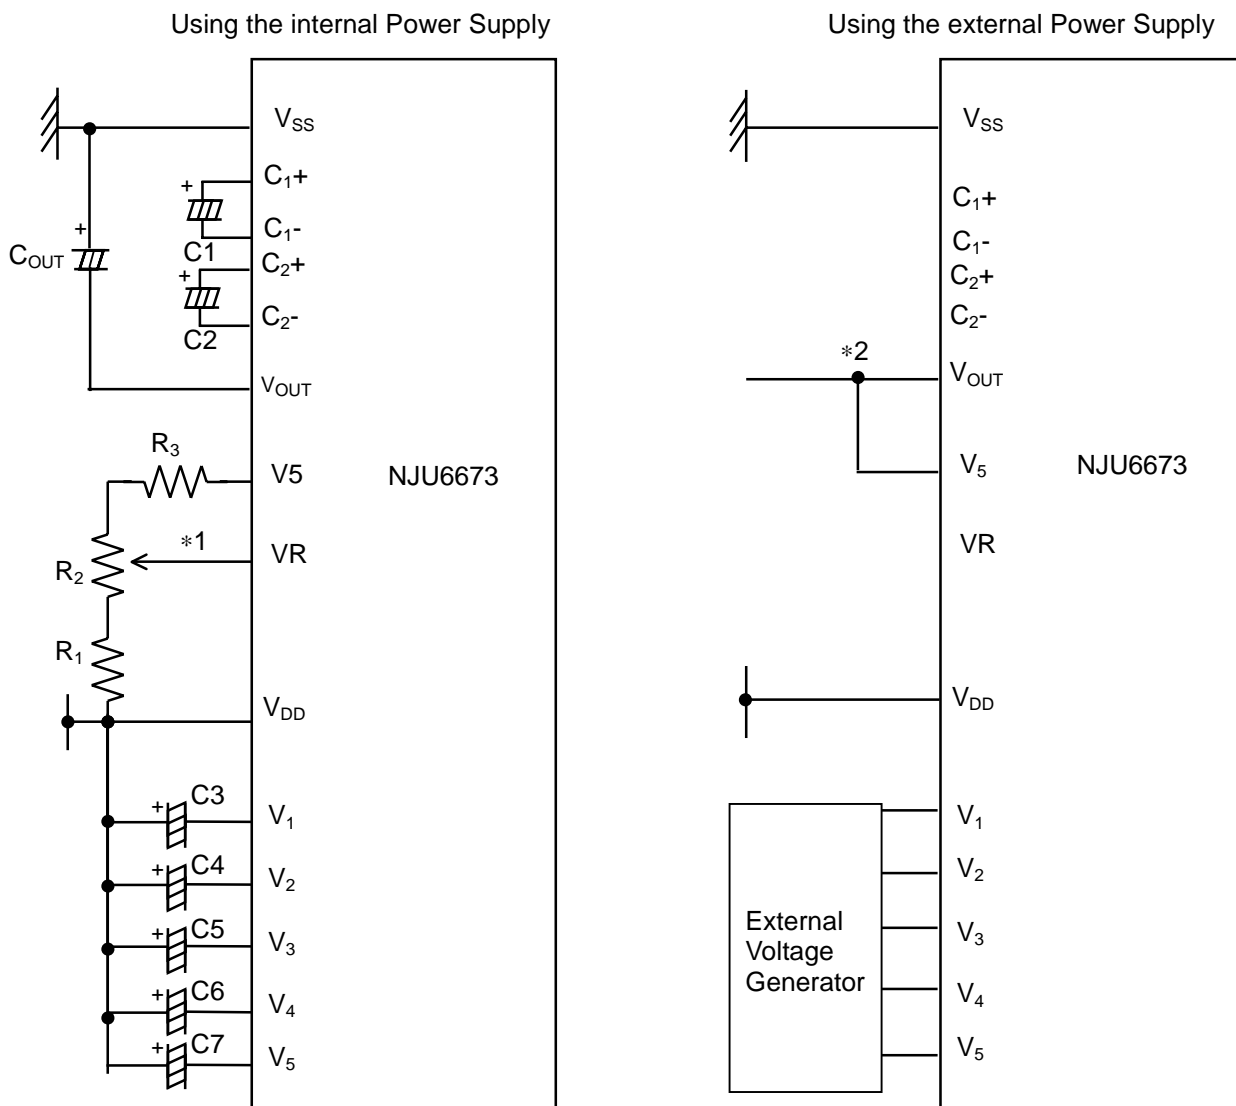 Using the internal Power Supply
VSS
+
C1+
C1-
C1
+
COUT
+
C2+
C2-
C2
VOUT
R3
V5
NJU6673
*1
VR
R2
R1
VDD
+
C3
V1
+
C4
V2
+
C5
V3
+
C6
V4
+
C7
V5
Using the external Power Supply
VSS
C1+
C1-
C2+
C2-
*2
VOUT
V5
NJU6673
VR
VDD
External
Voltage
Generator
V1
V2
V3
V4
V5